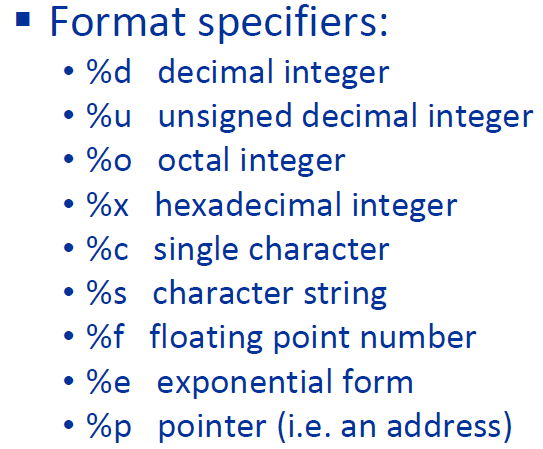 ▪ Format specifiers:
• %d decimal integer
• %u unsigned decimal integer
• %o octal integer
• %x hexadecimal integer
• %c single character
• %s character string
• %f floating point number
• %e exponential form
• %p pointer (i.e. an address)